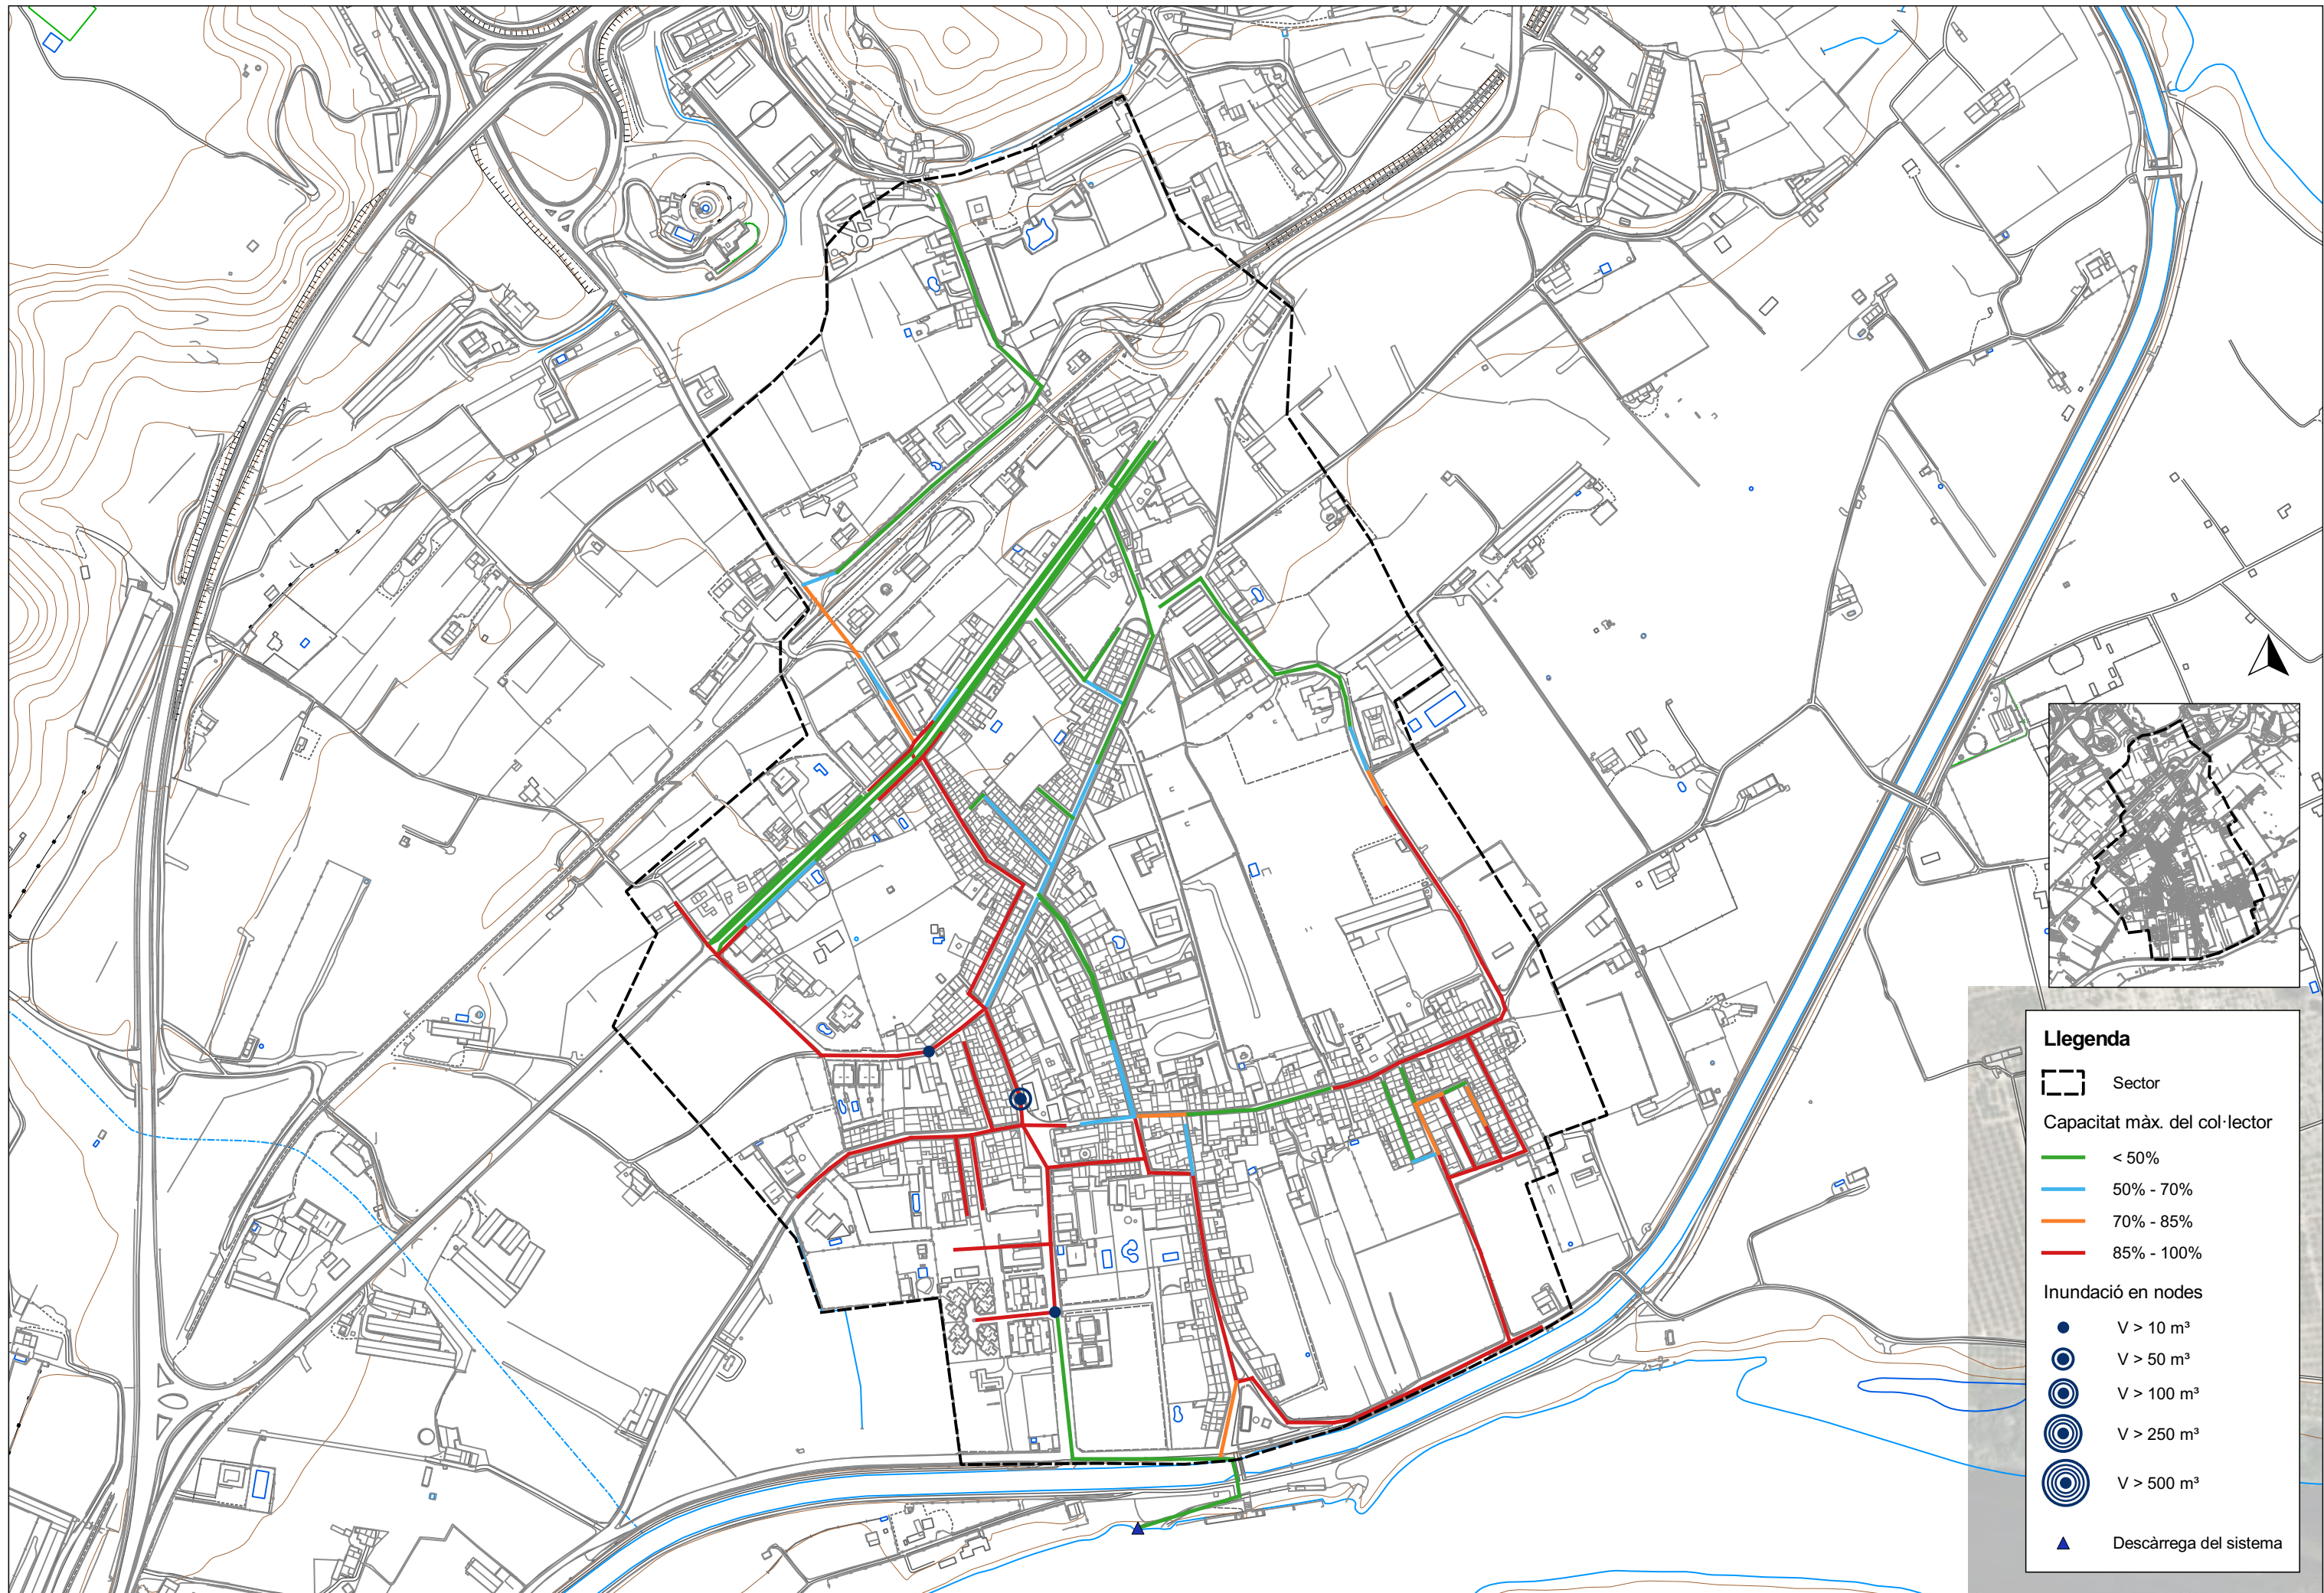 Llegenda
Sector
Capacitat màx. del col·lector
< 50%
50% - 70%
70% - 85%
85% - 100%
Inundació en nodes
V > 10 m³
V > 50 m³
V > 100 m³
V > 250 m³
V > 500 m³
Descàrrega del sistema